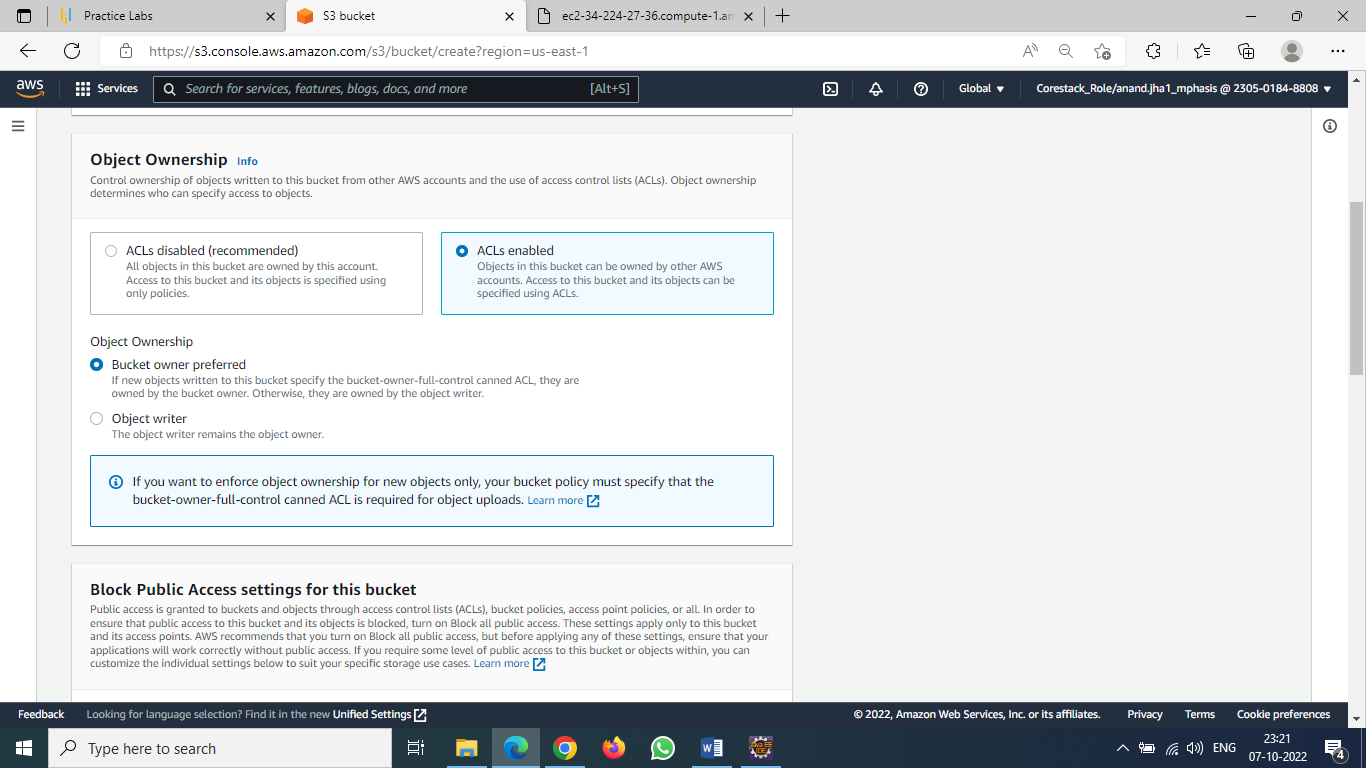 Practice Labs
S3 bucket
ec2-34-224-27-36.compute-1.am
https://s3.console.aws.amazon.com/s3/bucket/create?region=us-east-1
aws
Services
Search for services, features, blogs, docs, and more
[Alt+S]
Global
Corestack_Role/anand.jha1_mphasis @ 2305-0184-8808
Object Ownership Info
Control ownership of objects written to this bucket from other AWS accounts and the use of access control lists (ACLs). Object ownership
determines who can specify access to objects.
ACLs disabled (recommended)
All objects in this bucket are owned by this account.
Access to this bucket and its objects is specified using
only policies.
ACLs enabled
Objects in this bucket can be owned by other AWS
accounts. Access to this bucket and its objects can be
specified using ACLs.
Object Ownership
Bucket owner preferred
If new objects written to this bucket specify the bucket-owner-full-control canned ACL, they are
owned by the bucket owner. Otherwise, they are owned by the object writer.
Object writer
The object writer remains the object owner.
If you want to enforce object ownership for new objects only, your bucket policy must specify that the
bucket-owner-full-control canned ACL is required for object uploads. Learn more
Block Public Access settings for this bucket
Public access is granted to buckets and objects through access control lists (ACLs), bucket policies, access point policies, or all. In order to
ensure that public access to this bucket and its objects is blocked, turn on Block all public access. These settings apply only to this bucket
and its access points. AWS recommends that you turn on Block all public access, but before applying any of these settings, ensure that your
applications will work correctly without public access. If you require some level of public access to this bucket or objects within, you can
customize the individual settings below to suit your specific storage use cases. Learn more
Feedback
Looking for language selection? Find it in the new Unified Settings
© 2022, Amazon Web Services, Inc. or its affiliates.
Privacy
Terms
Cookie preferences
Type here to search
W
Java EE
IDE
ENG
23:21
07-10-2022
4